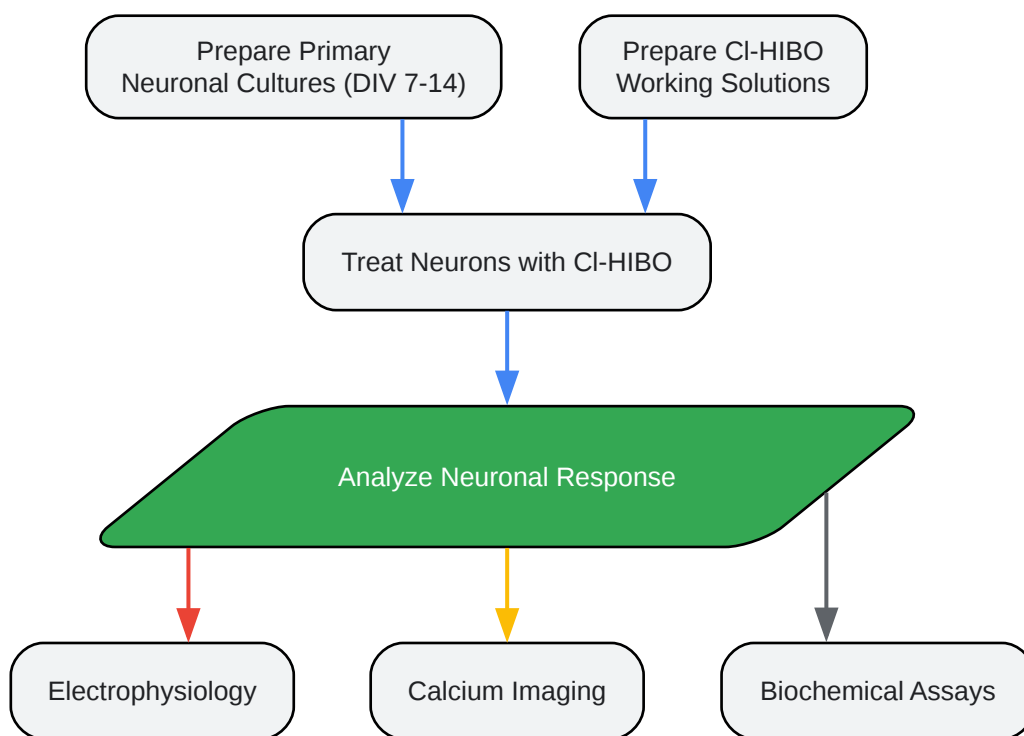 Prepare Primary
Neuronal Cultures (DIV 7-14)
Prepare Cl-HIBO
Working Solutions
Treat Neurons with Cl-HIBO
Analyze Neuronal Response
Electrophysiology
Calcium Imaging
Biochemical Assays